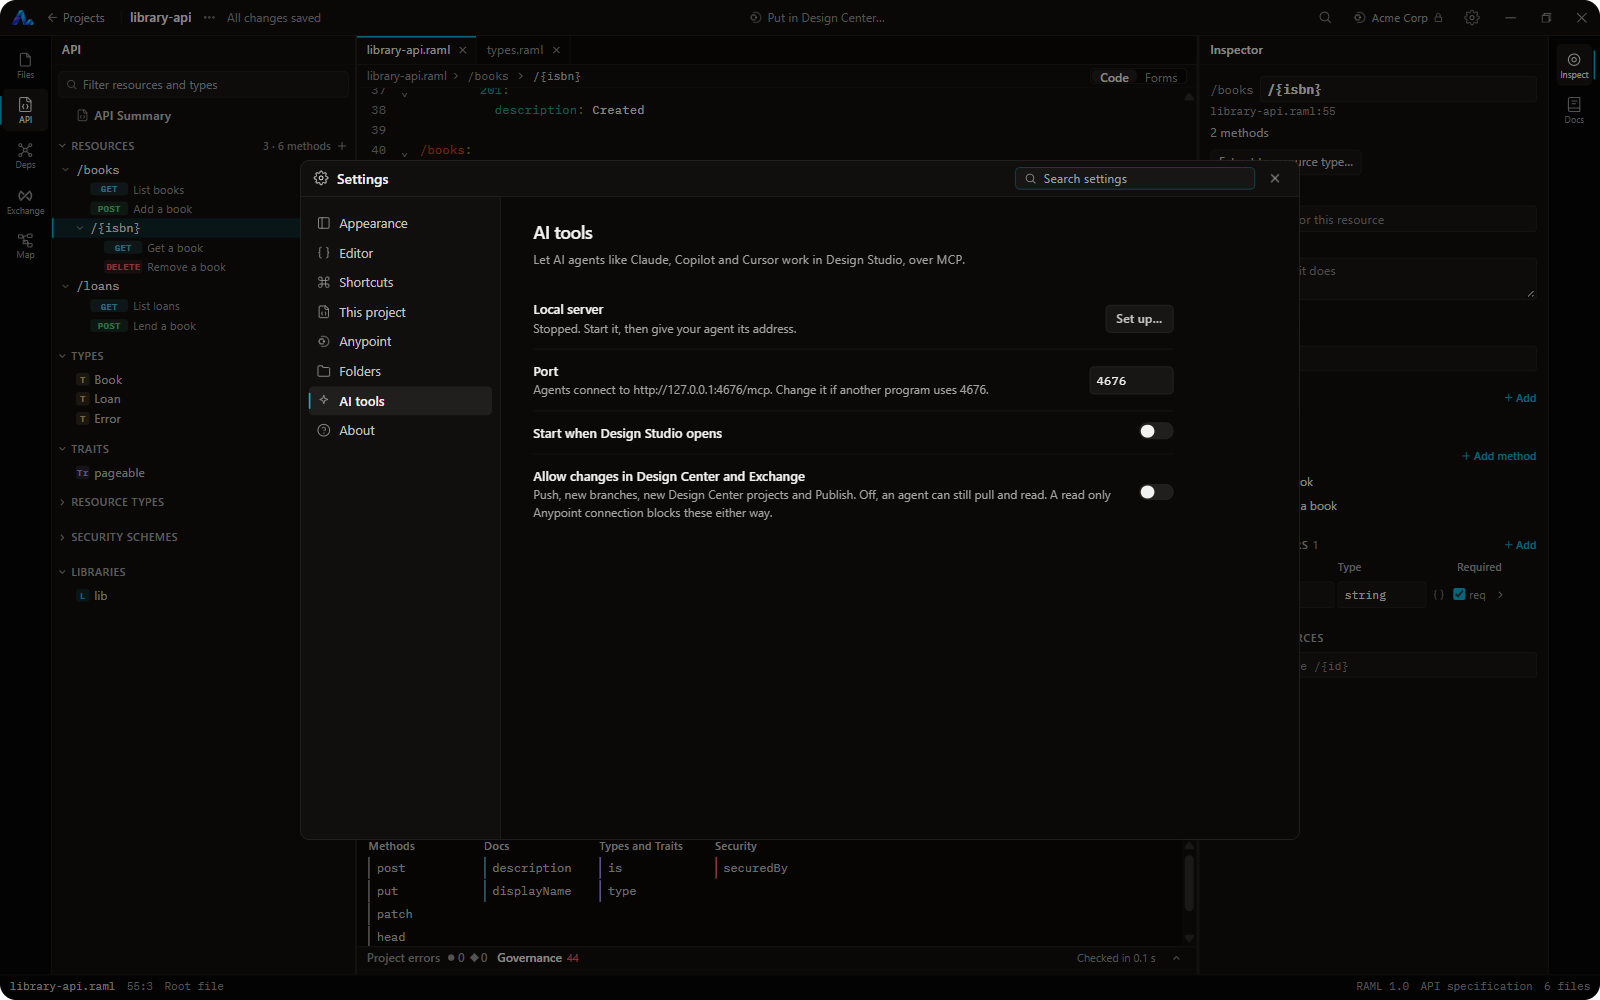 Projects
library-api
All changes saved
Put in Design Center...
Acme Corp
Files
API
Deps
Exchange
Map
API
Filter resources and types
API Summary
RESOURCES
3 · 6 methods
/books
GET List books
POST Add a book
/{isbn}
GET Get a book
DELETE Remove a book
/loans
GET List loans
POST Lend a book
TYPES
T Book
T Loan
T Error
TRAITS
Tr pageable
RESOURCE TYPES
SECURITY SCHEMES
LIBRARIES
L lib
library-api.raml
types.raml
library-api.raml > /books > /{isbn}
Code
Forms
37 201:
38 description: Created
39
40 /books:
Settings
Search settings
Appearance
Editor
Shortcuts
This project
Anypoint
Folders
AI tools
About
AI tools
Let AI agents like Claude, Copilot and Cursor work in Design Studio, over MCP.
Local server
Stopped. Start it, then give your agent its address.
Set up...
Port
Agents connect to http://127.0.0.1:4676/mcp. Change it if another program uses 4676.
4676
Start when Design Studio opens
Allow changes in Design Center and Exchange
Push, new branches, new Design Center projects and Publish. Off, an agent can still pull and read. A read only
Anypoint connection blocks these either way.
Methods
Docs
Types and Traits
Security
post
description
is
securedBy
put
displayName
type
patch
head
Project errors 0 0 Governance 44
Checked in 0.1 s
Inspector
/books /{isbn}
library-api.raml:55
2 methods
for this resource
it does
+ Add
+ Add method
a book
1
+ Add
Type
Required
string
req
/{id}
Inspect
Docs
library-api.raml 55:3 Root file
RAML 1.0 API specification 6 files